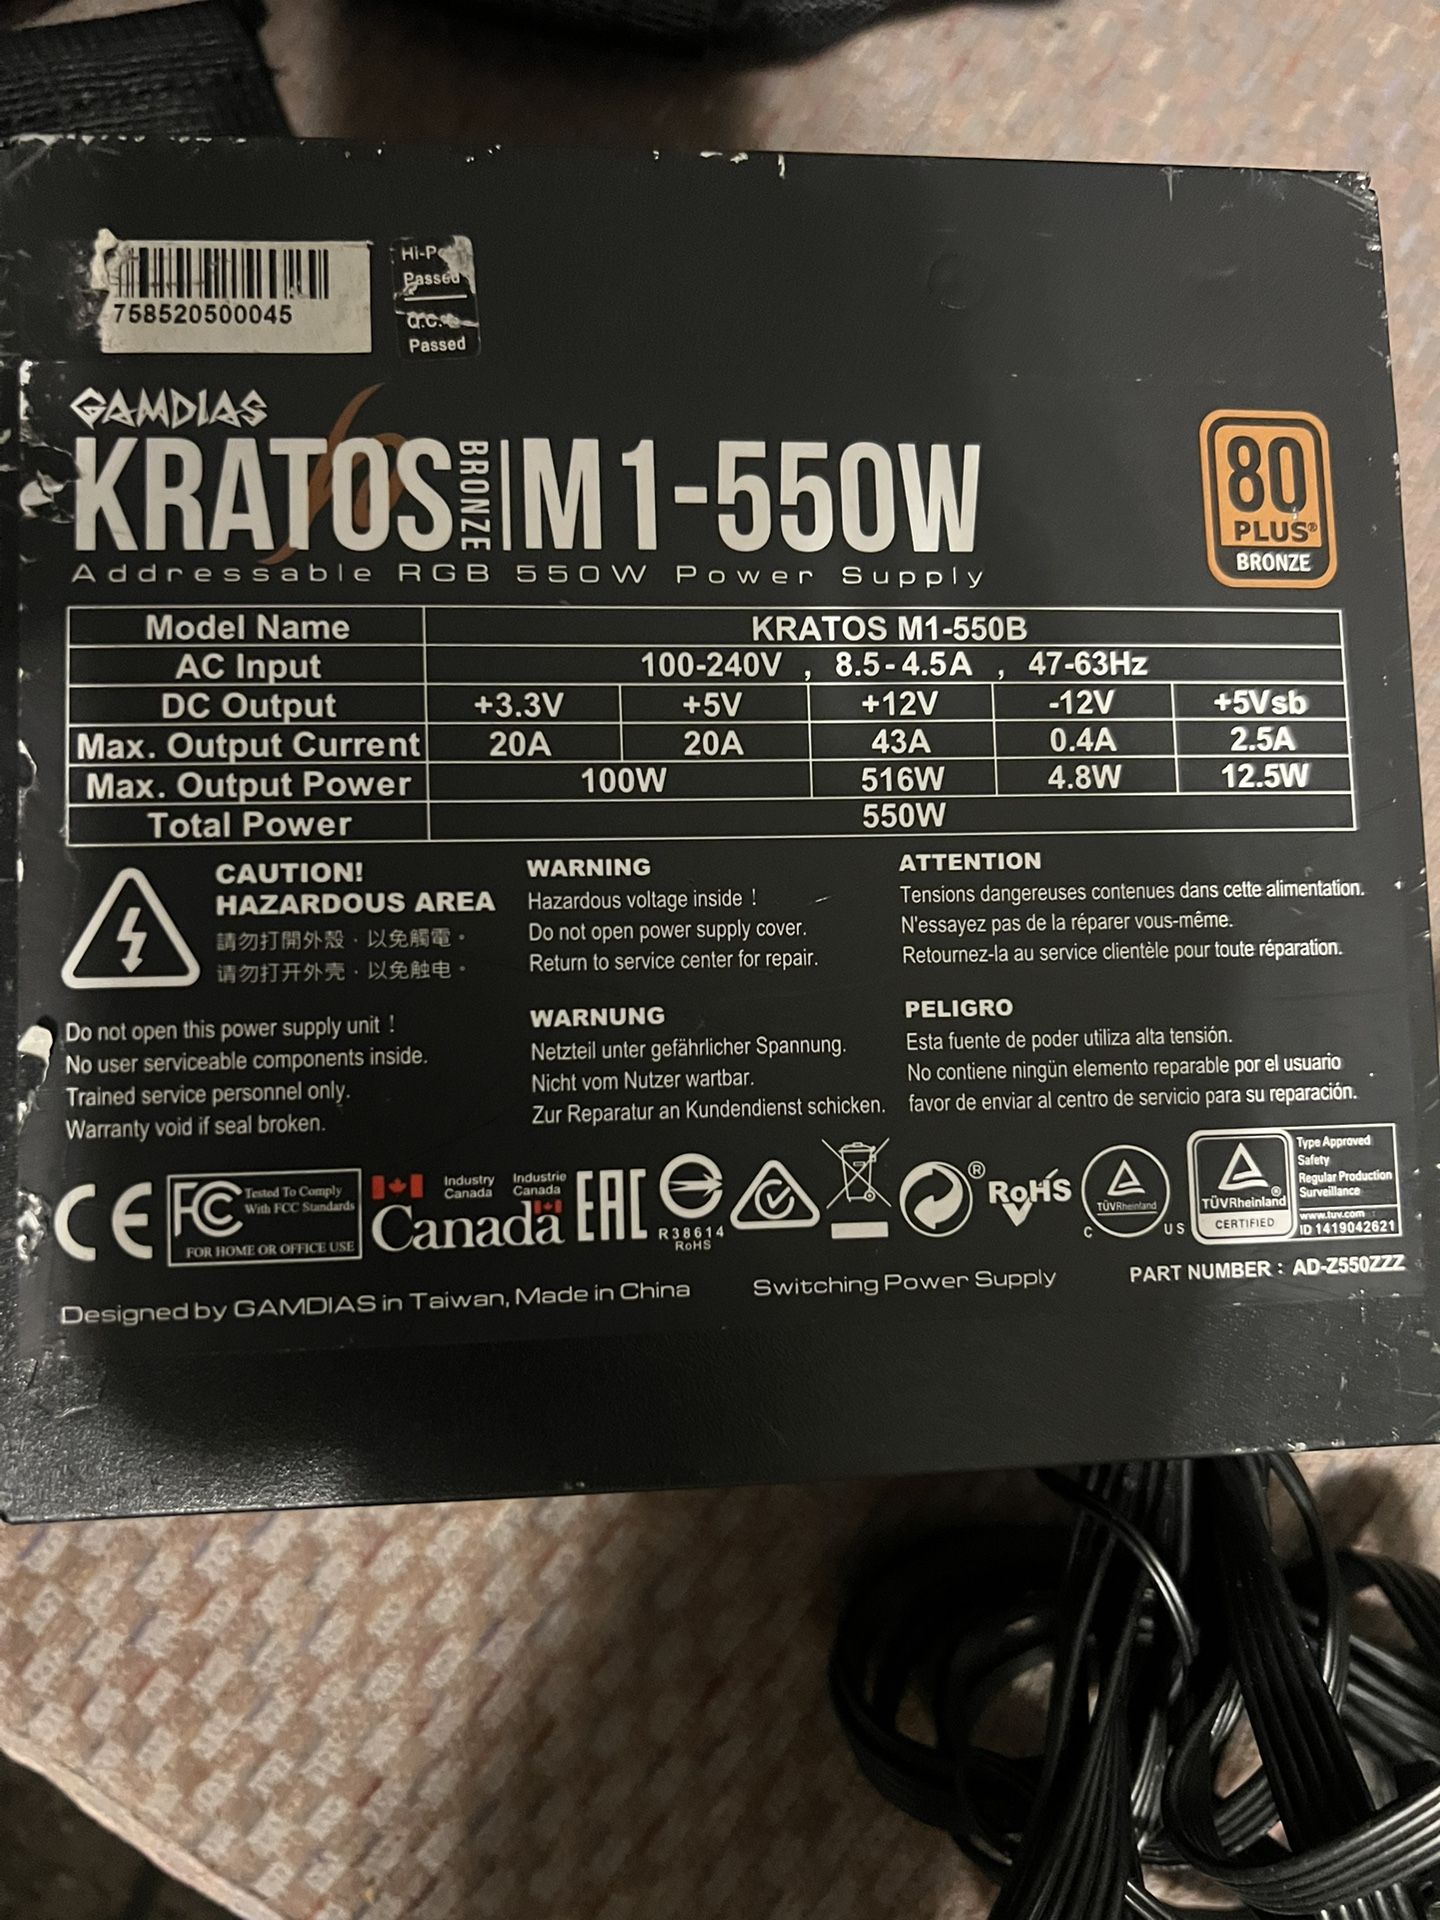 758520500045
Hi-P
Passed
Q.C.
Passed
GAMDIAS
KRATOS BRONZE | M1-550W
Addressable RGB 550W Power Supply
80
PLUS®
BRONZE
Model Name KRATOS M1-550B
AC Input 100-240V , 8.5-4.5A , 47-63Hz
DC Output +3.3V +5V +12V -12V +5Vsb
Max. Output Current 20A 20A 43A 0.4A 2.5A
Max. Output Power 100W 516W 4.8W 12.5W
Total Power 550W
CAUTION!
HAZARDOUS AREA
請勿打開外殼，以免觸電。
请勿打开外壳，以免触电。
WARNING
Hazardous voltage inside !
Do not open power supply cover.
Return to service center for repair.
ATTENTION
Tensions dangereuses contenues dans cette alimentation.
N'essayez pas de la réparer vous-même.
Retournez-la au service clientèle pour toute réparation.
Do not open this power supply unit !
No user serviceable components inside.
Trained service personnel only.
Warranty void if seal broken.
WARNUNG
Netzteil unter gefährlicher Spannung.
Nicht vom Nutzer wartbar.
Zur Reparatur an Kundendienst schicken.
PELIGRO
Esta fuente de poder utiliza alta tensión.
No contiene ningün elemento reparable por el usuario
favor de enviar al centro de servicio para su reparación.
CE
FC
Tested To Comply
With FCC Standards
FOR HOME OR OFFICE USE
Industry Canada
Industrie Canada
Canada
EAC
R38614
RoHS
®
RoHS
TÜVRheinland
C US
TÜVRheinland®
CERTIFIED
Type Approved
Safety
Regular Production
Surveillance
www.tuv.com
ID 1419042621
Designed by GAMDIAS in Taiwan, Made in China
Switching Power Supply
PART NUMBER : AD-Z550ZZZ